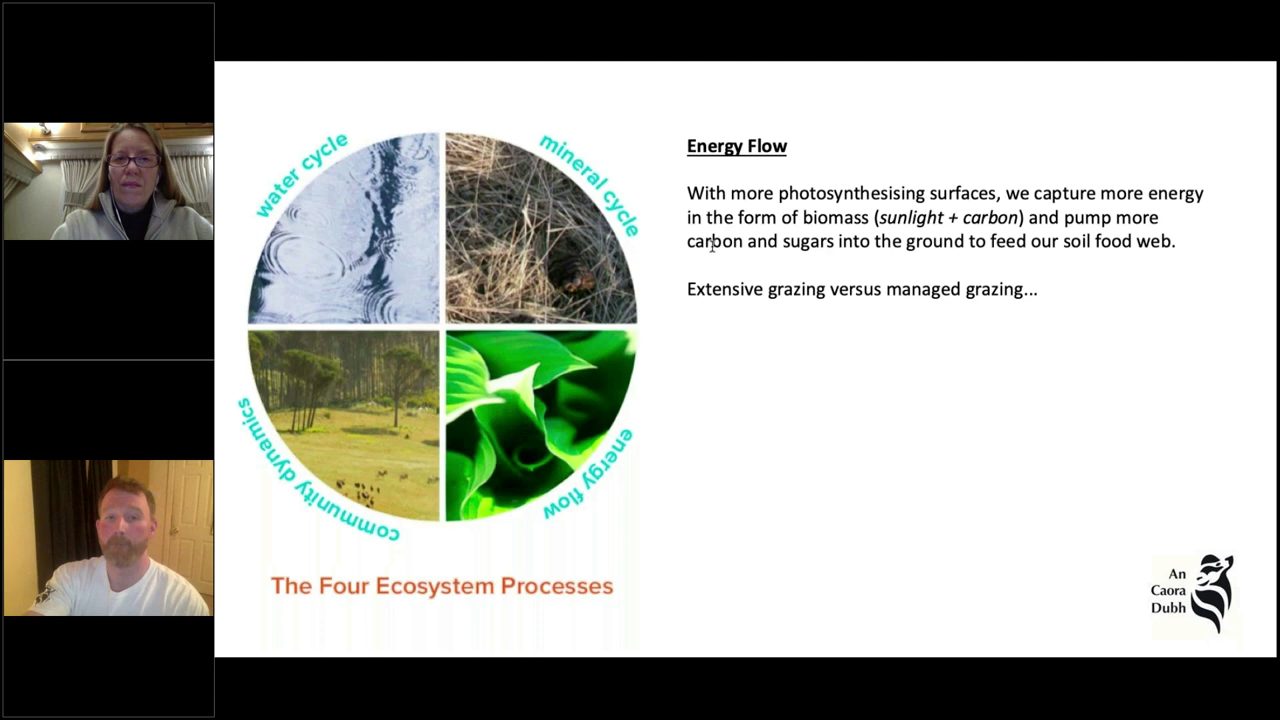 water cycle
mineral cycle
community dynamics
energy flow
The Four Ecosystem Processes
Energy Flow
With more photosynthesising surfaces, we capture more energy
in the form of biomass (sunlight + carbon) and pump more
carbon and sugars into the ground to feed our soil food web.
Extensive grazing versus managed grazing...
An
Caora
Dubh